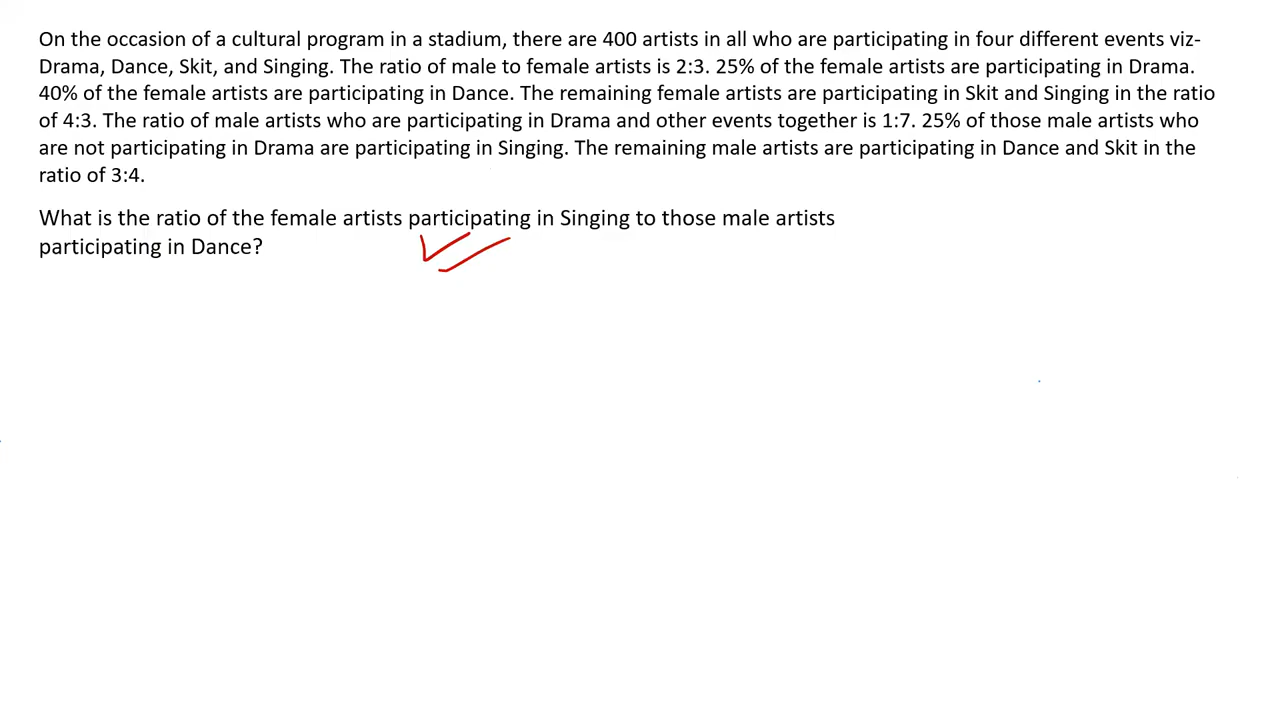 On the occasion of a cultural program in a stadium, there are 400 artists in all who are participating in four different events viz-
Drama, Dance, Skit, and Singing. The ratio of male to female artists is 2:3. 25% of the female artists are participating in Drama.
40% of the female artists are participating in Dance. The remaining female artists are participating in Skit and Singing in the ratio
of 4:3. The ratio of male artists who are participating in Drama and other events together is 1:7. 25% of those male artists who
are not participating in Drama are participating in Singing. The remaining male artists are participating in Dance and Skit in the
ratio of 3:4.
What is the ratio of the female artists participating in Singing to those male artists
participating in Dance?